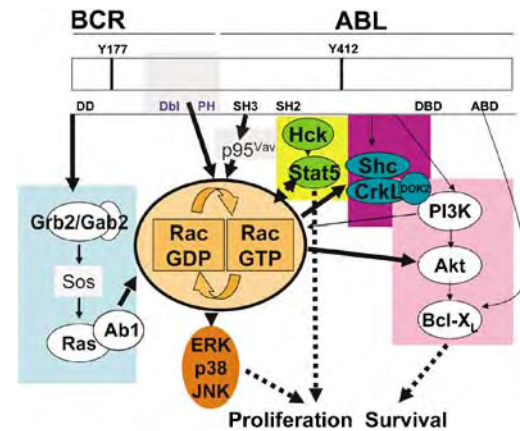 BCR ABL
Y177 Y412
DD Dbl PH SH3 SH2 DBD ABD
p95Vav
Hck
Stat5
Shc
CrkL DOK2
Grb2/Gab2
Sos
Ras Ab1
Rac Rac
GDP GTP
PI3K
Akt
Bcl-XL
ERK
p38
JNK
Proliferation Survival